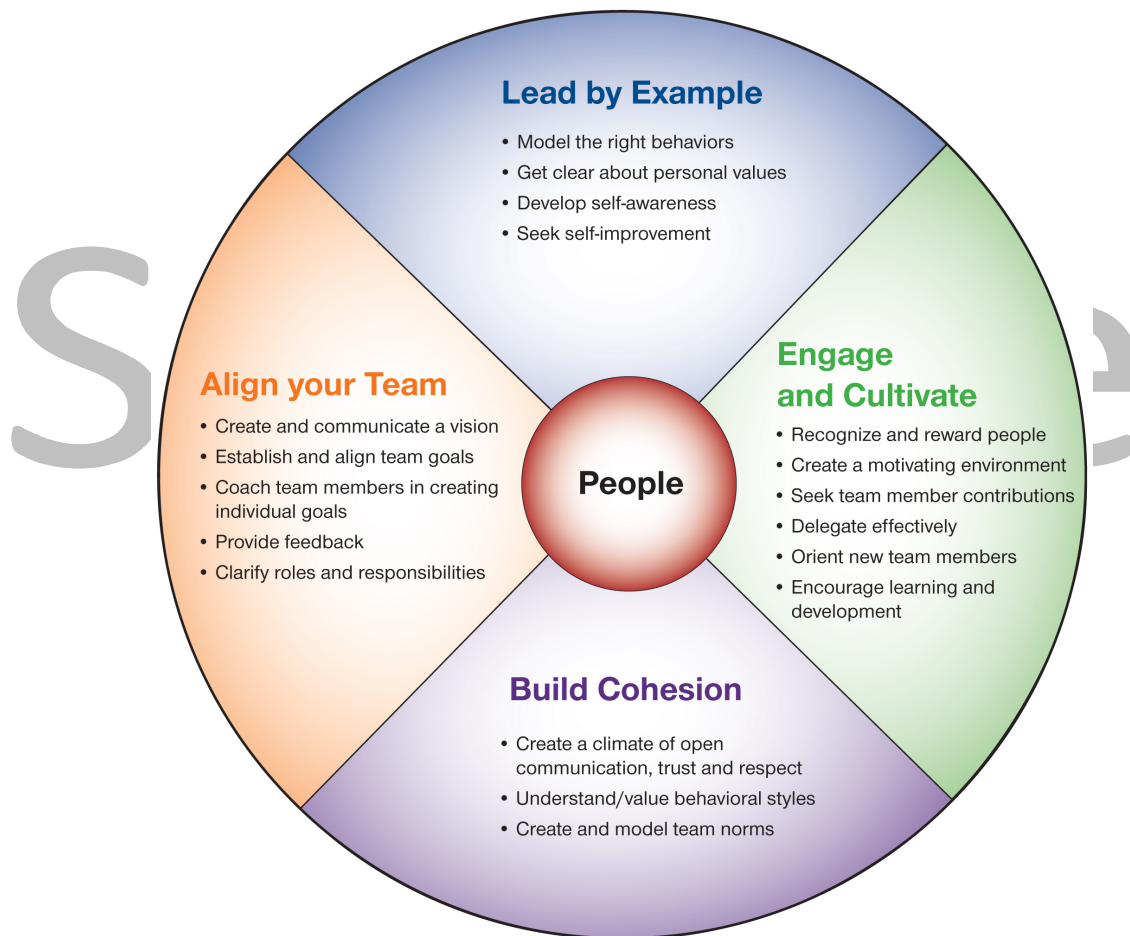 Lead by Example
• Model the right behaviors
• Get clear about personal values
• Develop self-awareness
• Seek self-improvement
Engage
and Cultivate
• Recognize and reward people
• Create a motivating environment
• Seek team member contributions
• Delegate effectively
• Orient new team members
• Encourage learning and
development
Build Cohesion
• Create a climate of open
communication, trust and respect
• Understand/value behavioral styles
• Create and model team norms
Align your Team
• Create and communicate a vision
• Establish and align team goals
• Coach team members in creating
individual goals
• Provide feedback
• Clarify roles and responsibilities
People